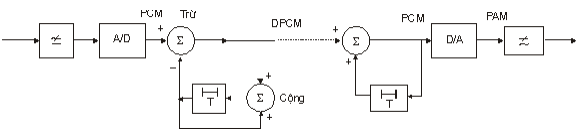 PCM
Trừ
DPCM
PCM
PAM
A/D
+
Σ
−
+
Σ
+
D/A
T
+
Σ
Cộng
+
T